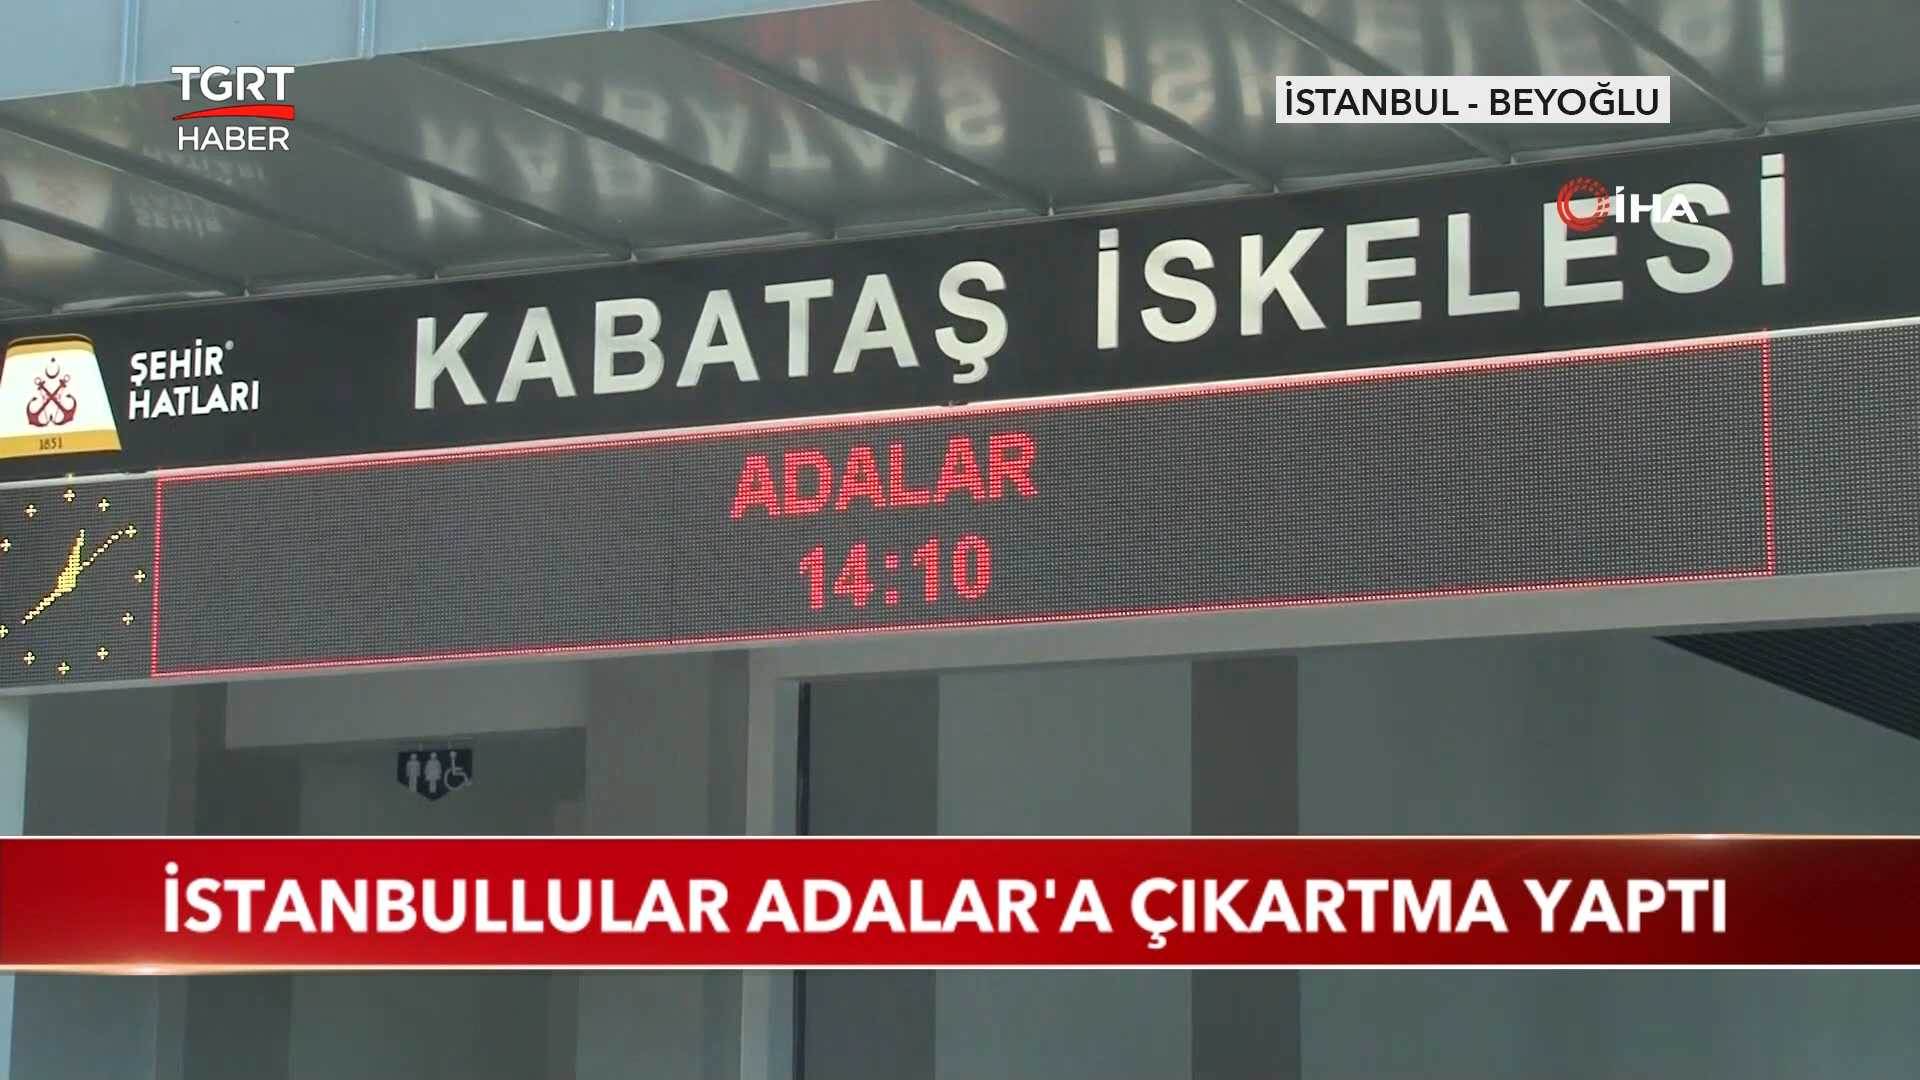 TGRT
HABER
İSTANBUL - BEYOĞLU
İHA
KABATAŞ İSKELESİ
ŞEHİR
HATLARI
1851
ADALAR
14:10
İSTANBULLULAR ADALAR'A ÇIKARTMA YAPTI